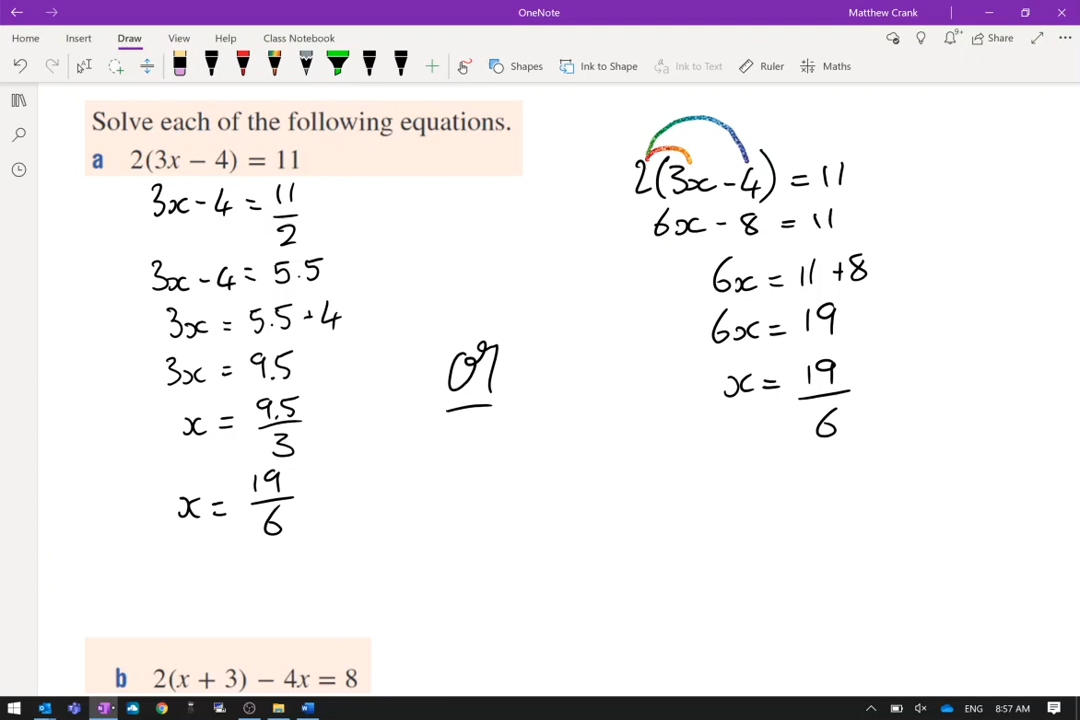 OneNote
Matthew Crank
Home Insert Draw View Help Class Notebook
9+ Share
Shapes Ink to Shape Ink to Text Ruler Maths
Solve each of the following equations.
a 2(3x − 4) = 11
3x - 4 = 11/2
3x - 4 = 5.5
3x = 5.5 + 4
3x = 9.5
x = 9.5/3
x = 19/6
or
2(3x - 4) = 11
6x - 8 = 11
6x = 11 + 8
6x = 19
x = 19/6
b 2(x + 3) − 4x = 8
ENG 8:57 AM